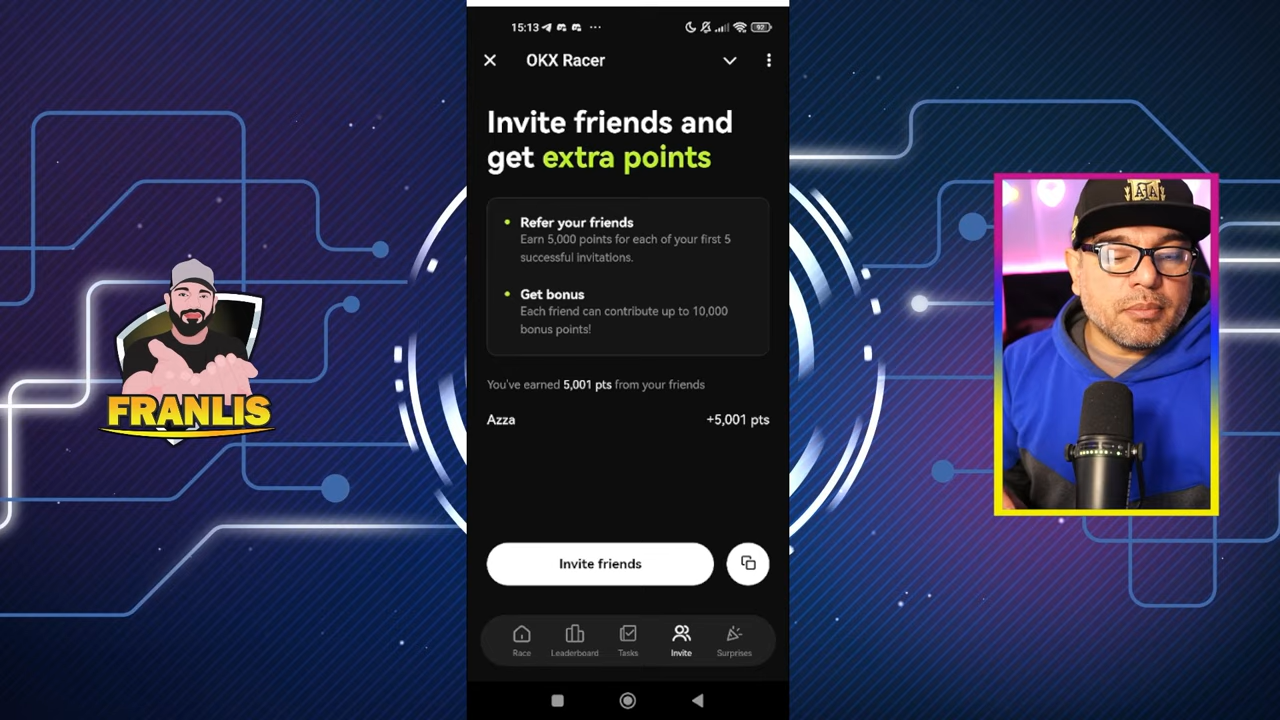 15:13
92
OKX Racer
Invite friends and
get extra points
Refer your friends
Earn 5,000 points for each of your first 5
successful invitations.
Get bonus
Each friend can contribute up to 10,000
bonus points!
You've earned 5,001 pts from your friends
Azza +5,001 pts
Invite friends
Race Leaderboard Tasks Invite Surprises
FRANLIS